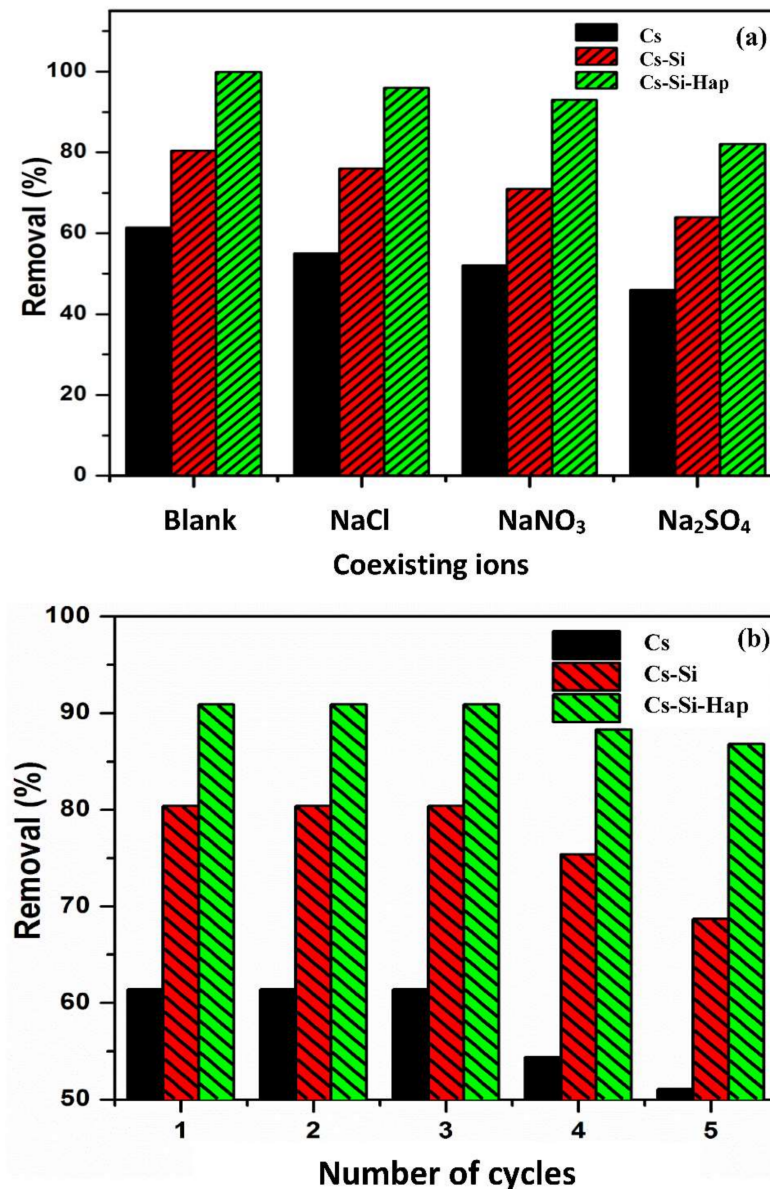 (a)
Cs
Cs-Si
Cs-Si-Hap
Removal (%)
100
80
60
40
20
0
Blank NaCl NaNO₃ Na₂SO₄
Coexisting ions
(b)
Cs
Cs-Si
Cs-Si-Hap
Removal (%)
100
90
80
70
60
50
1 2 3 4 5
Number of cycles